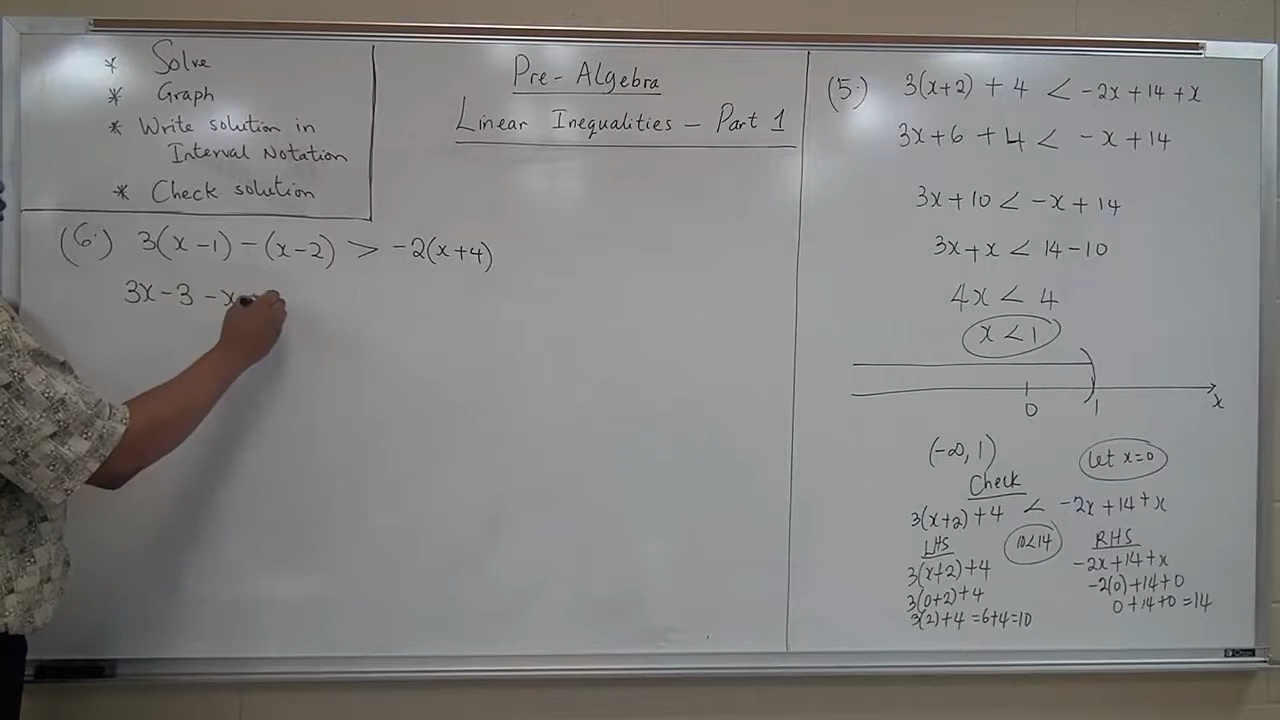 * Solve
* Graph
* Write solution in
Interval Notation
* Check solution
Pre-Algebra
Linear Inequalities - Part 1
(6.) 3(x-1) -(x-2) > -2(x+4)
3x-3 -x
(5.) 3(x+2) + 4 < -2x+14+x
3x+6 +4 < -x+14
3x+10 < -x+14
3x+x < 14-10
4x < 4
x < 1
0 1 x
(-∞, 1)
Let x=0
Check
3(x+2)+4 < -2x+14+x
10<14
LHS
3(x+2)+4
3(0+2)+4
3(2)+4 =6+4=10
RHS
-2x+14+x
-2(0)+14+0
0+14+0 =14